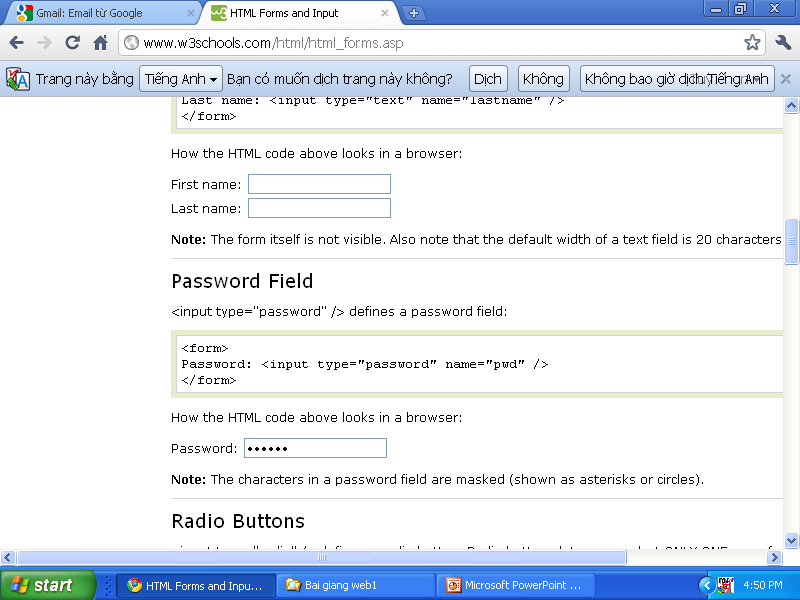 Gmail: Email từ Google
HTML Forms and Input
www.w3schools.com/html/html_forms.asp
Trang này bằng Tiếng Anh Bạn có muốn dịch trang này không? Dịch Không Không bao giờ dịch Tiếng Anh
Last name: <input type="text" name="lastname" />
</form>
How the HTML code above looks in a browser:
First name:
Last name:
Note: The form itself is not visible. Also note that the default width of a text field is 20 characters
Password Field
<input type="password" /> defines a password field:
<form>
Password: <input type="password" name="pwd" />
</form>
How the HTML code above looks in a browser:
Password: ••••••
Note: The characters in a password field are masked (shown as asterisks or circles).
Radio Buttons
start
HTML Forms and Inpu...
Bai giang web1
Microsoft PowerPoint ...
4:50 PM